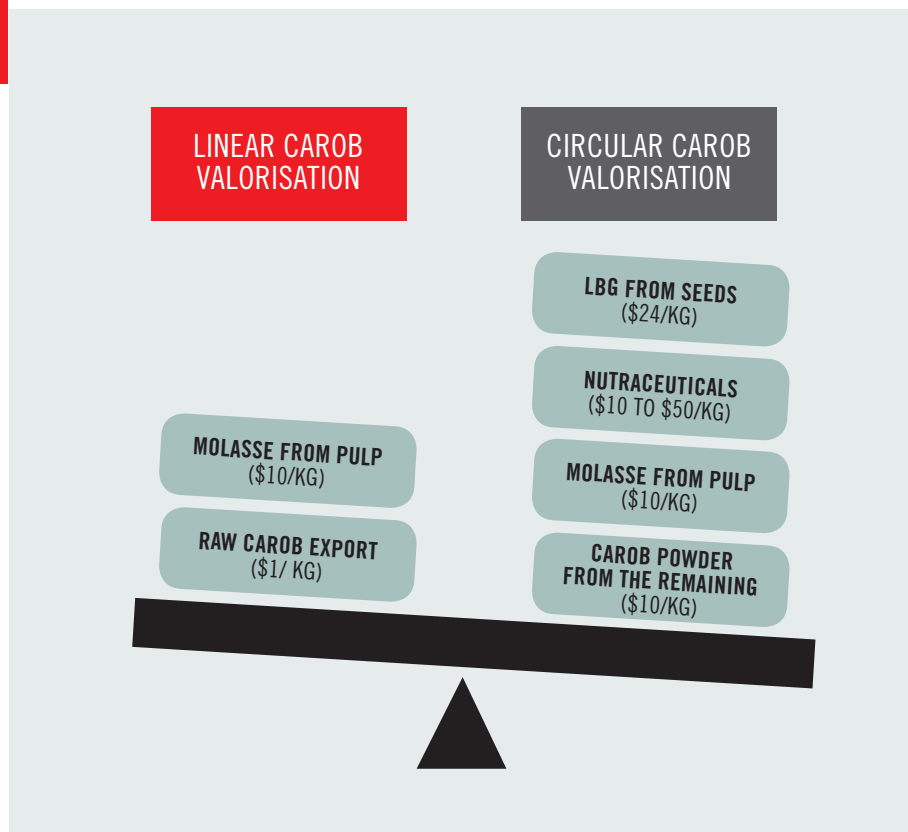 LINEAR CAROB
VALORISATION
MOLASSE FROM PULP
($10/KG)
RAW CAROB EXPORT
($1/ KG)
CIRCULAR CAROB
VALORISATION
LBG FROM SEEDS
($24/KG)
NUTRACEUTICALS
($10 TO $50/KG)
MOLASSE FROM PULP
($10/KG)
CAROB POWDER
FROM THE REMAINING
($10/KG)